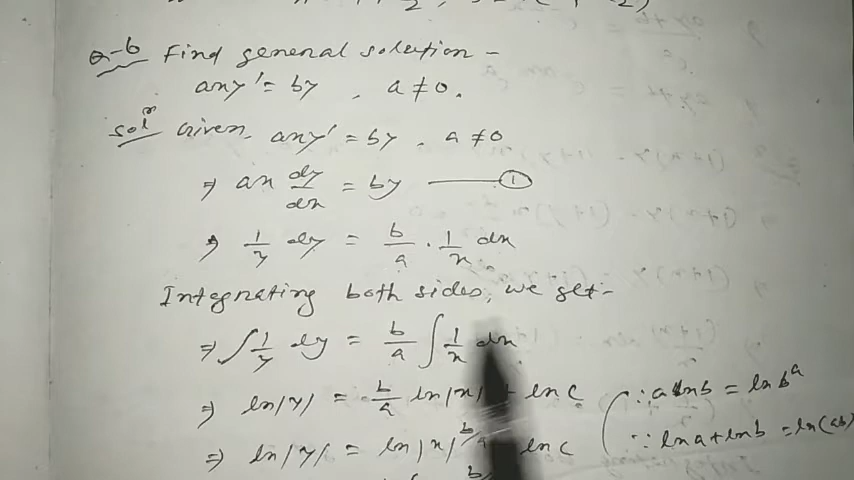 Q-6 Find general solution -
axy' = by , a ≠ 0.
Solⁿ Given, axy' = by , a ≠ 0
⇒ ax dy/dx = by ——— ①
⇒ 1/y dy = b/a · 1/x dx
Integrating both sides, we get -
⇒ ∫ 1/y dy = b/a ∫ 1/x dx
⇒ ln|y| = b/a ln|x| + ln c
∵ a ln b = ln b^a
⇒ ln|y| = ln|x|^b/a ln c
∵ ln a + ln b = ln(ab)